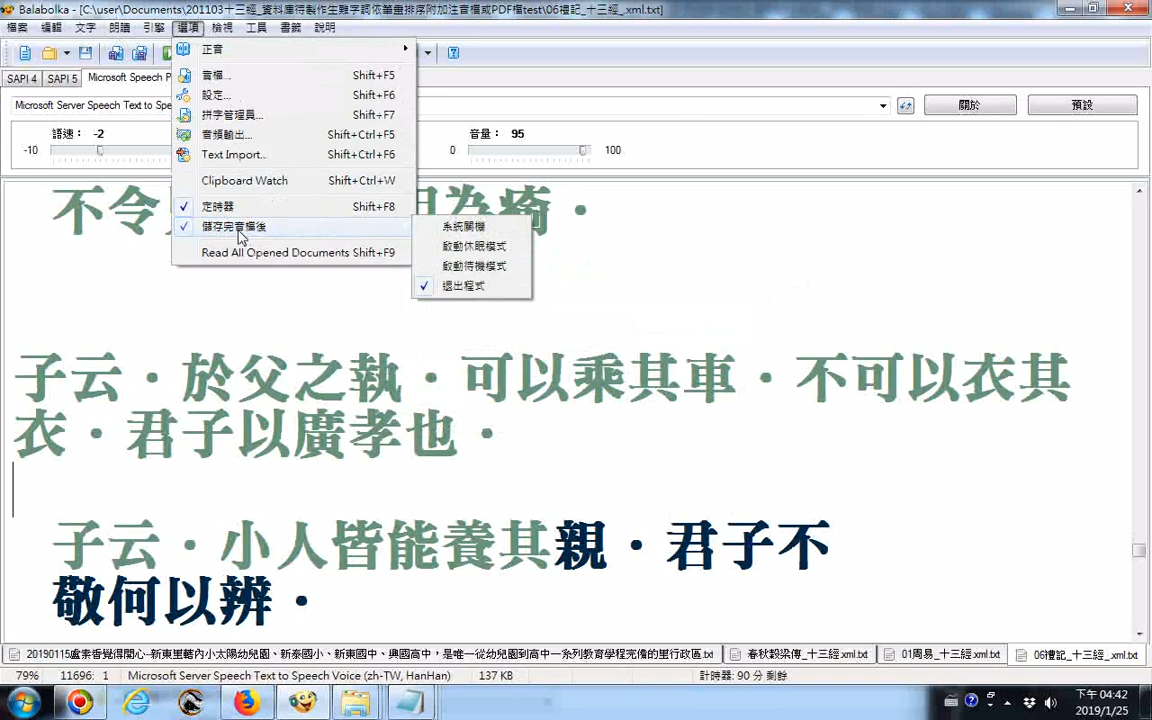 Balabolka - [C:\user\Documents\201103十三經_資料庫待製作生難字詞依筆畫排序附加注音檔或PDF檔test\06禮記_十三經_.xml.txt]
檔案 編輯 文字 朗讀 引擎 選項 檢視 工具 書籤 說明
正音
SAPI 4 SAPI 5 Microsoft Speech P
音檔... Shift+F5
設定... Shift+F6
Microsoft Server Speech Text to Spe
關於 預設
拼字管理員... Shift+F7
語速： -2
音頻輸出... Shift+Ctrl+F5
音量： 95
-10
Text Import... Shift+Ctrl+F6
0 100
Clipboard Watch Shift+Ctrl+W
定時器 Shift+F8
儲存完音檔後
Read All Opened Documents Shift+F9
系統關機
啟動休眠模式
啟動待機模式
退出程式
不令 為 ．
子云．於父之執．可以乘其車．不可以衣其
衣．君子以廣孝也．
子云．小人皆能養其親．君子不
敬何以辨．
20190115盧素香覺得開心--新東里轄內小太陽幼兒園、新泰國小、新東國中、興國高中，是唯一從幼兒園到高中一系列教育學程完備的里行政區.txt 春秋穀梁傳_十三經_.xml.txt 01周易_十三經_.xml.txt 06禮記_十三經_.xml.txt
79% 11696: 1 Microsoft Server Speech Text to Speech Voice (zh-TW, HanHan) 137 KB 計時器: 90 分 剩餘
下午 04:42
2019/1/25